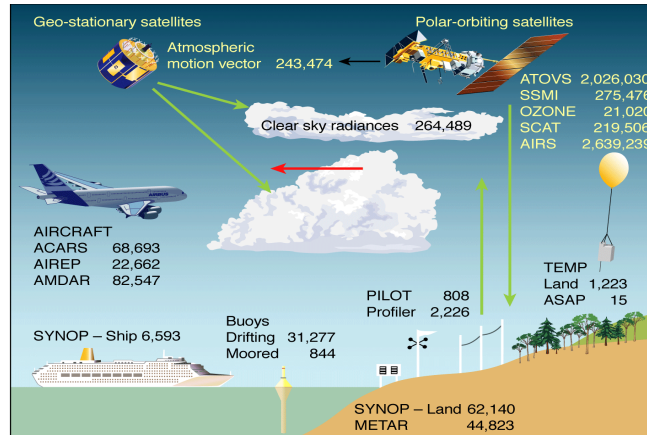 Geo-stationary satellites
Polar-orbiting satellites
Atmospheric
motion vector 243,474
ATOVS 2,026,030
SSMI 275,476
OZONE 21,020
SCAT 219,506
AIRS 2,639,239
Clear sky radiances 264,489
AIRBUS
AIRCRAFT
ACARS 68,693
AIREP 22,662
AMDAR 82,547
TEMP
Land 1,223
ASAP 15
PILOT 808
Profiler 2,226
SYNOP – Ship 6,593
Buoys
Drifting 31,277
Moored 844
SYNOP – Land 62,140
METAR 44,823